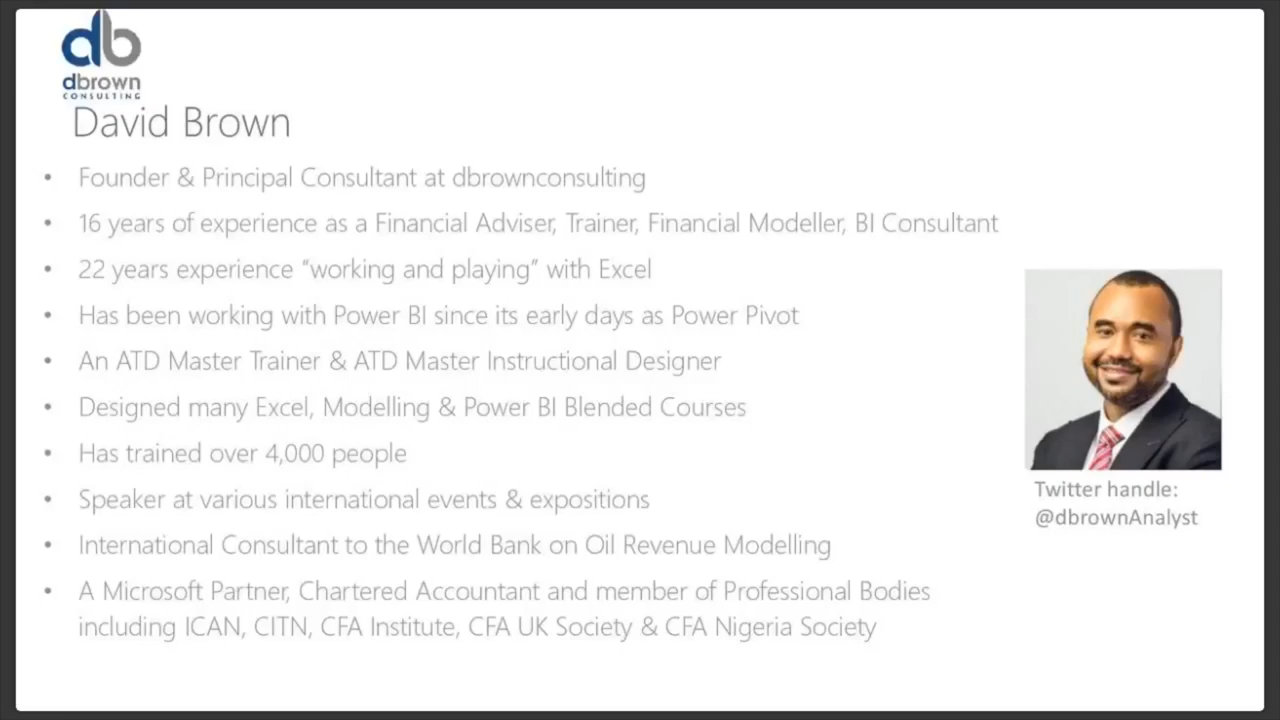 db
dbrown
CONSULTING
David Brown
• Founder & Principal Consultant at dbrownconsulting
• 16 years of experience as a Financial Adviser, Trainer, Financial Modeller, BI Consultant
• 22 years experience “working and playing” with Excel
• Has been working with Power BI since its early days as Power Pivot
• An ATD Master Trainer & ATD Master Instructional Designer
• Designed many Excel, Modelling & Power BI Blended Courses
• Has trained over 4,000 people
• Speaker at various international events & expositions
• International Consultant to the World Bank on Oil Revenue Modelling
• A Microsoft Partner, Chartered Accountant and member of Professional Bodies
including ICAN, CITN, CFA Institute, CFA UK Society & CFA Nigeria Society
Twitter handle:
@dbrownAnalyst